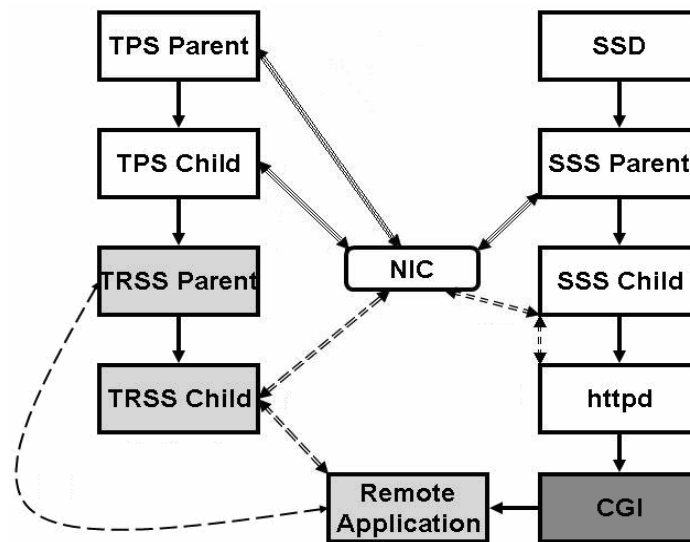 TPS Parent
SSD
TPS Child
SSS Parent
NIC
TRSS Parent
SSS Child
TRSS Child
httpd
Remote
Application
CGI